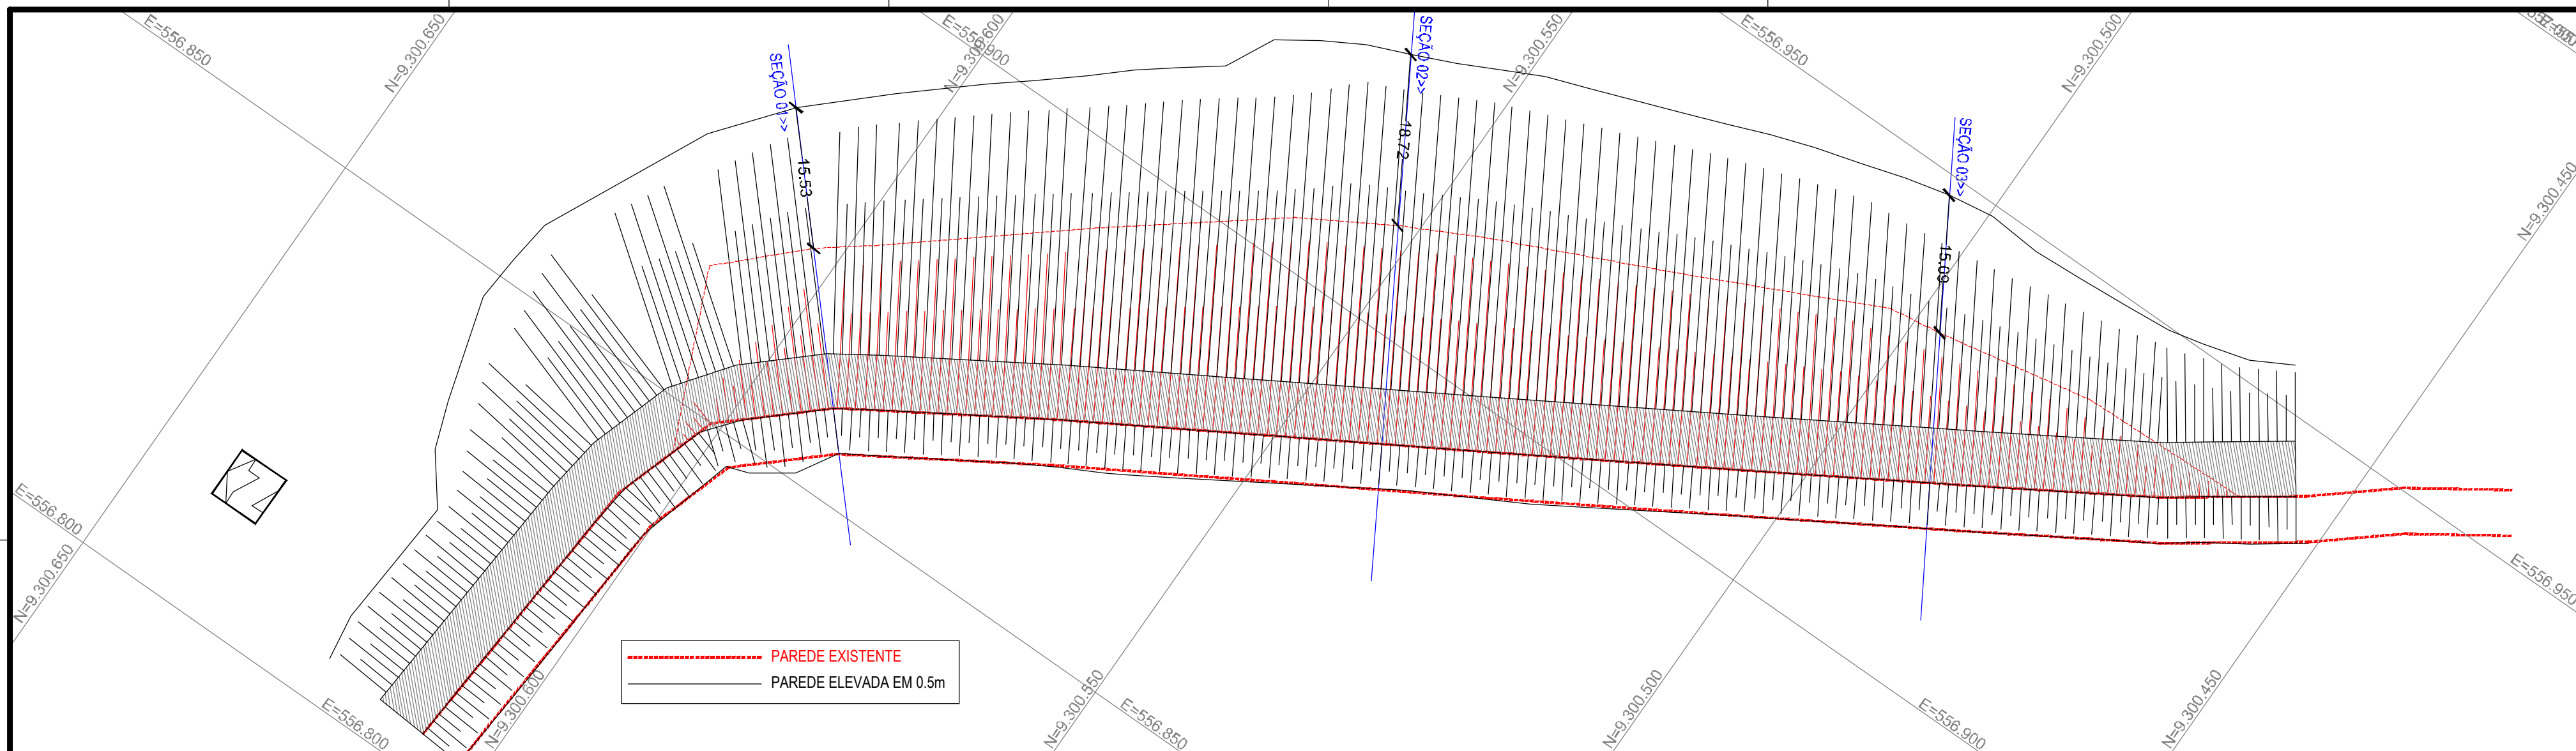 E=556.850
N=9.300.650
E=556.900
N=9.300.600
SEÇÃO 02>>
N=9.300.550
E=556.950
N=9.300.500
SEÇÃO 01>>
SEÇÃO 03>>
18.72
15.53
N=9.300.450
15.09
N
E=556.800
N=9.300.650
E=556.950
PAREDE EXISTENTE
PAREDE ELEVADA EM 0.5m
E=556.800
N=9.300.600
N=9.300.550
E=556.850
N=9.300.500
E=556.900
N=9.300.450